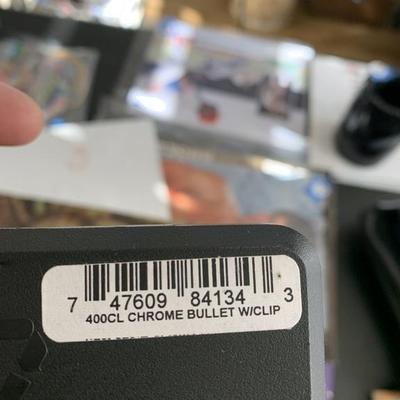 7 47609 84134 3
400CL CHROME BULLET W/CLIP